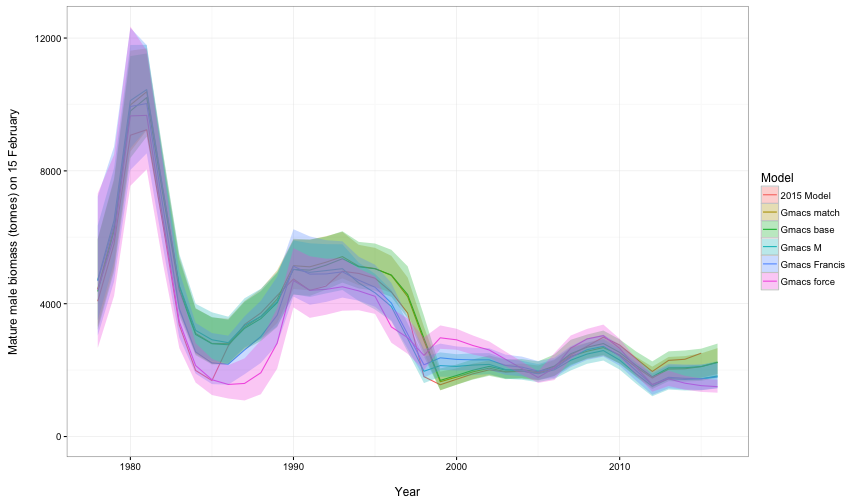 Mature male biomass (tonnes) on 15 February
12000
8000
4000
0
1980
1990
2000
2010
Year
Model
2015 Model
Gmacs match
Gmacs base
Gmacs M
Gmacs Francis
Gmacs force